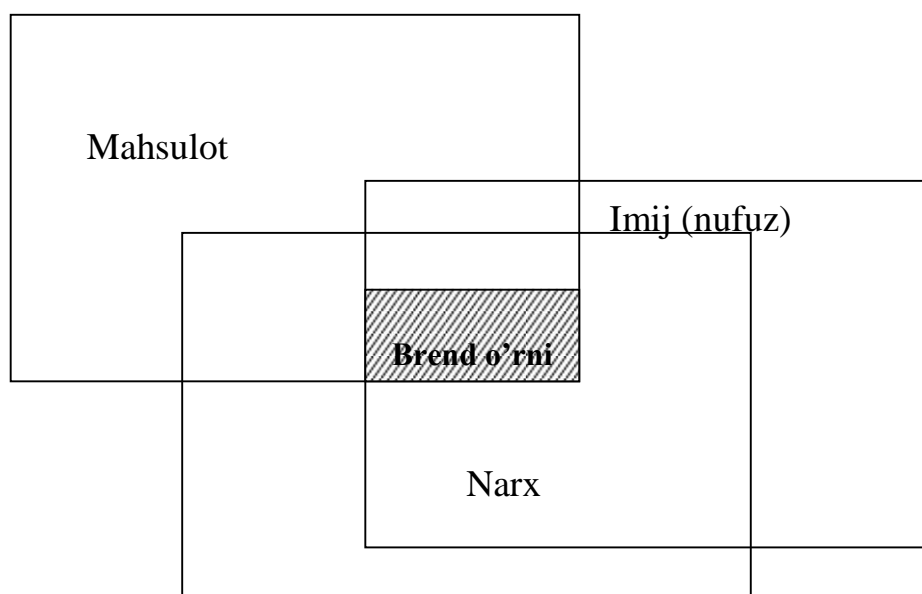 Mahsulot
Imij (nufuz)
Brend o’rni
Narx